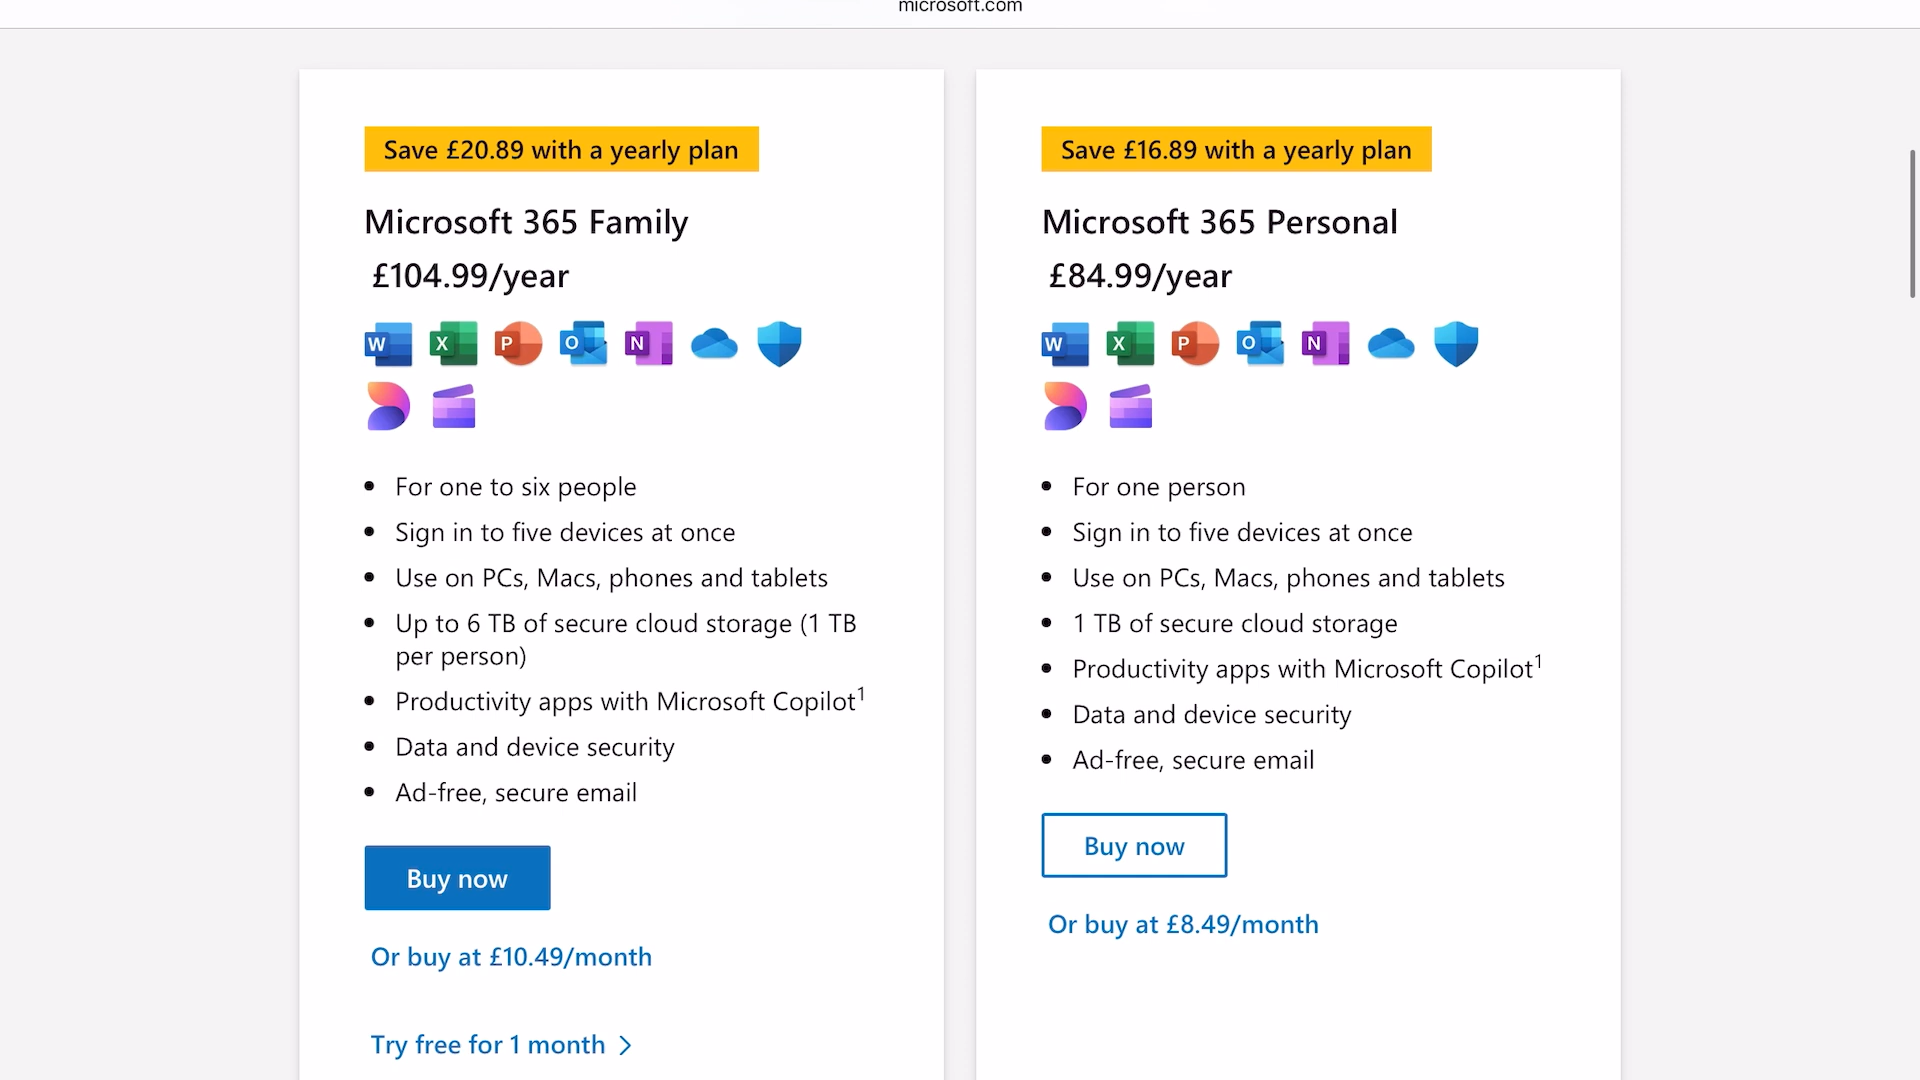 microsoft.com
Save £20.89 with a yearly plan
Microsoft 365 Family
£104.99/year
W X P O N
For one to six people
Sign in to five devices at once
Use on PCs, Macs, phones and tablets
Up to 6 TB of secure cloud storage (1 TB
per person)
Productivity apps with Microsoft Copilot¹
Data and device security
Ad-free, secure email
Buy now
Or buy at £10.49/month
Try free for 1 month
Save £16.89 with a yearly plan
Microsoft 365 Personal
£84.99/year
W X P O N
For one person
Sign in to five devices at once
Use on PCs, Macs, phones and tablets
1 TB of secure cloud storage
Productivity apps with Microsoft Copilot¹
Data and device security
Ad-free, secure email
Buy now
Or buy at £8.49/month